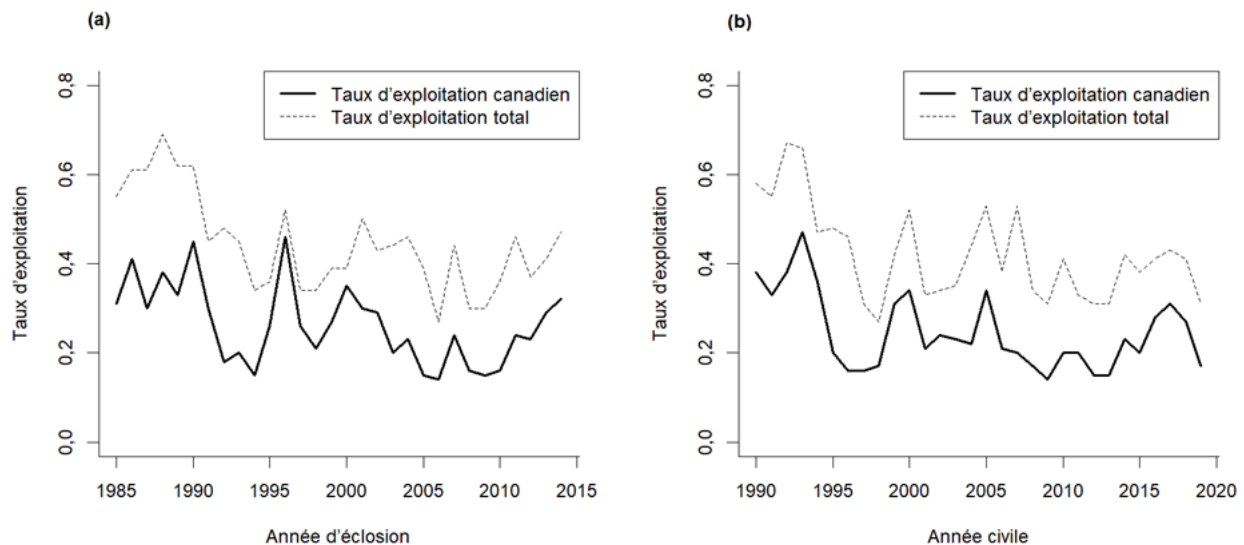 (a)
Taux d'exploitation canadien
Taux d'exploitation total
Taux d'exploitation
0,8
0,6
0,4
0,2
0,0
1985 1990 1995 2000 2005 2010 2015
Année d'éclosion
(b)
Taux d'exploitation canadien
Taux d'exploitation total
Taux d'exploitation
0,8
0,6
0,4
0,2
0,0
1990 1995 2000 2005 2010 2015 2020
Année civile